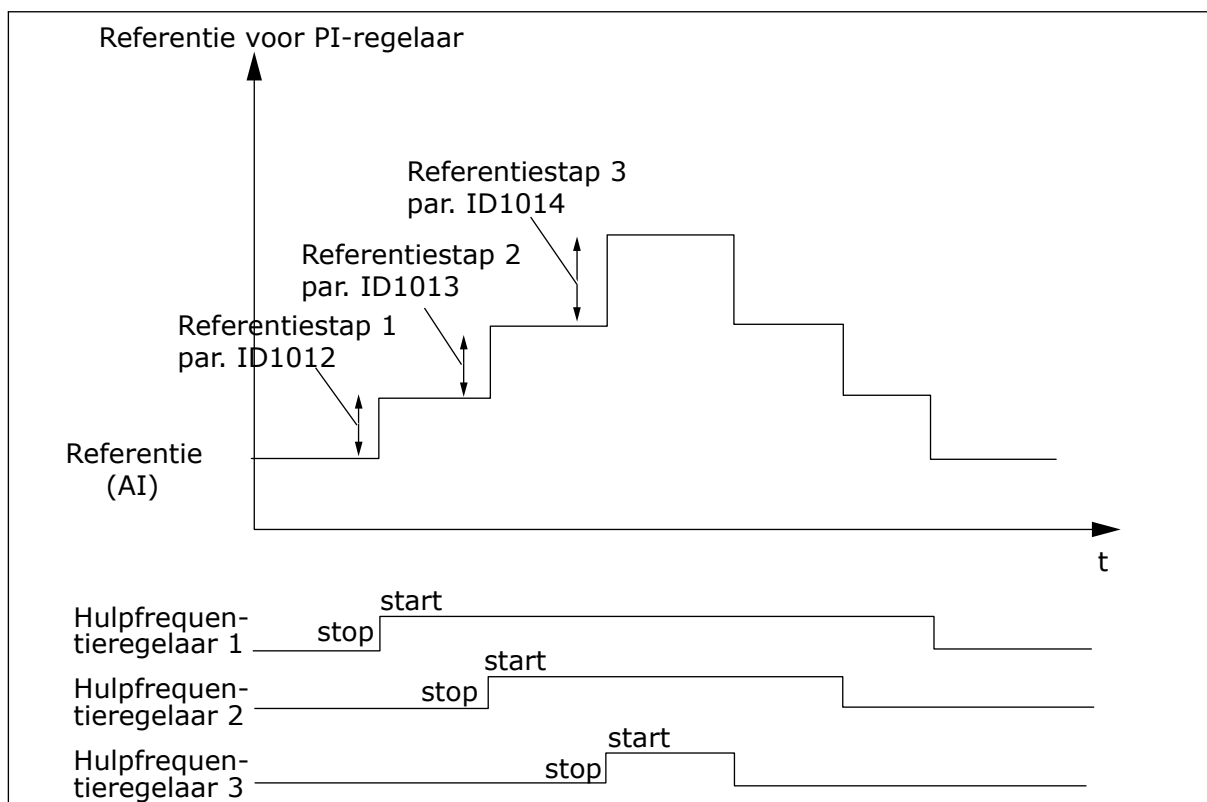 Referentie voor PI-regelaar
Referentiestap 3
par. ID1014
Referentiestap 2
par. ID1013
Referentiestap 1
par. ID1012
Referentie
(AI)
t
Hulpfrequen-
tieregelaar 1
stop
start
Hulpfrequen-
tieregelaar 2
stop
start
Hulpfrequen-
tieregelaar 3
stop
start